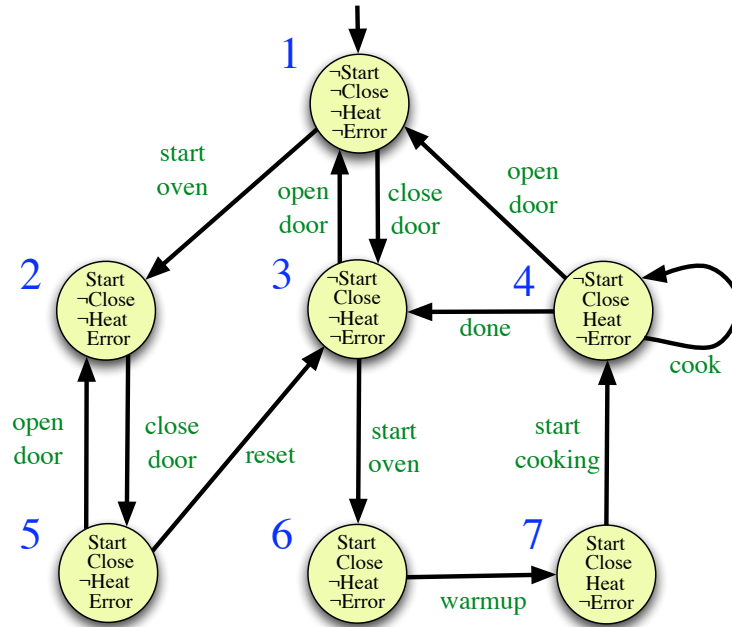 1
¬Start
¬Close
¬Heat
¬Error
start
oven
open
door
close
door
open
door
2
Start
¬Close
¬Heat
Error
3
¬Start
Close
¬Heat
¬Error
4
¬Start
Close
Heat
¬Error
done
cook
open
door
close
door
reset
start
oven
start
cooking
5
Start
Close
¬Heat
Error
6
Start
Close
¬Heat
¬Error
7
Start
Close
Heat
¬Error
warmup